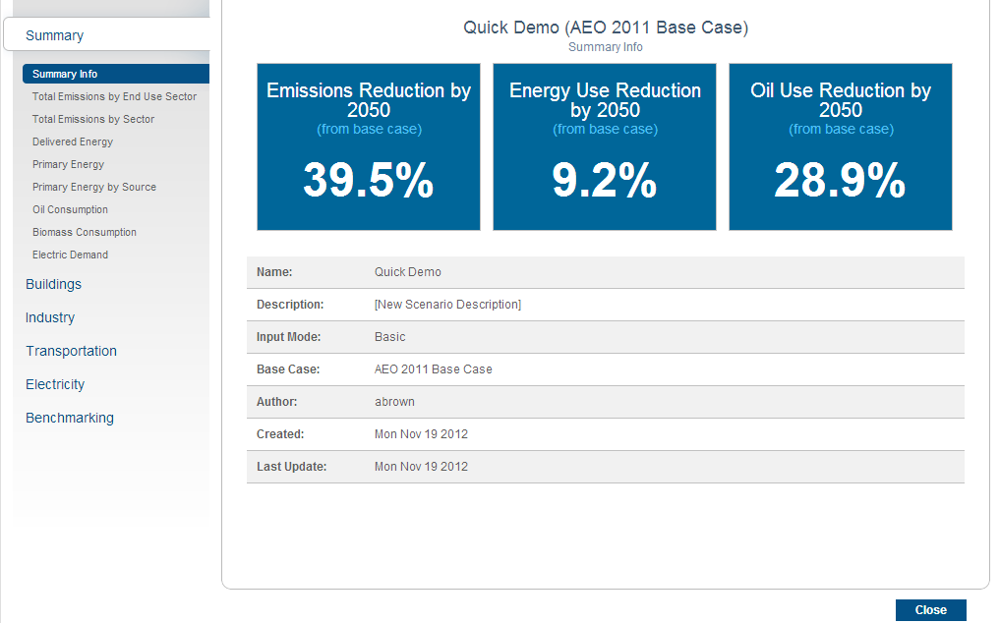 Summary
Summary Info
Total Emissions by End Use Sector
Total Emissions by Sector
Delivered Energy
Primary Energy
Primary Energy by Source
Oil Consumption
Biomass Consumption
Electric Demand
Buildings
Industry
Transportation
Electricity
Benchmarking
Quick Demo (AEO 2011 Base Case)
Summary Info
Emissions Reduction by
2050
(from base case)
39.5%
Energy Use Reduction
by 2050
(from base case)
9.2%
Oil Use Reduction by
2050
(from base case)
28.9%
Name: Quick Demo
Description: [New Scenario Description]
Input Mode: Basic
Base Case: AEO 2011 Base Case
Author: abrown
Created: Mon Nov 19 2012
Last Update: Mon Nov 19 2012
Close